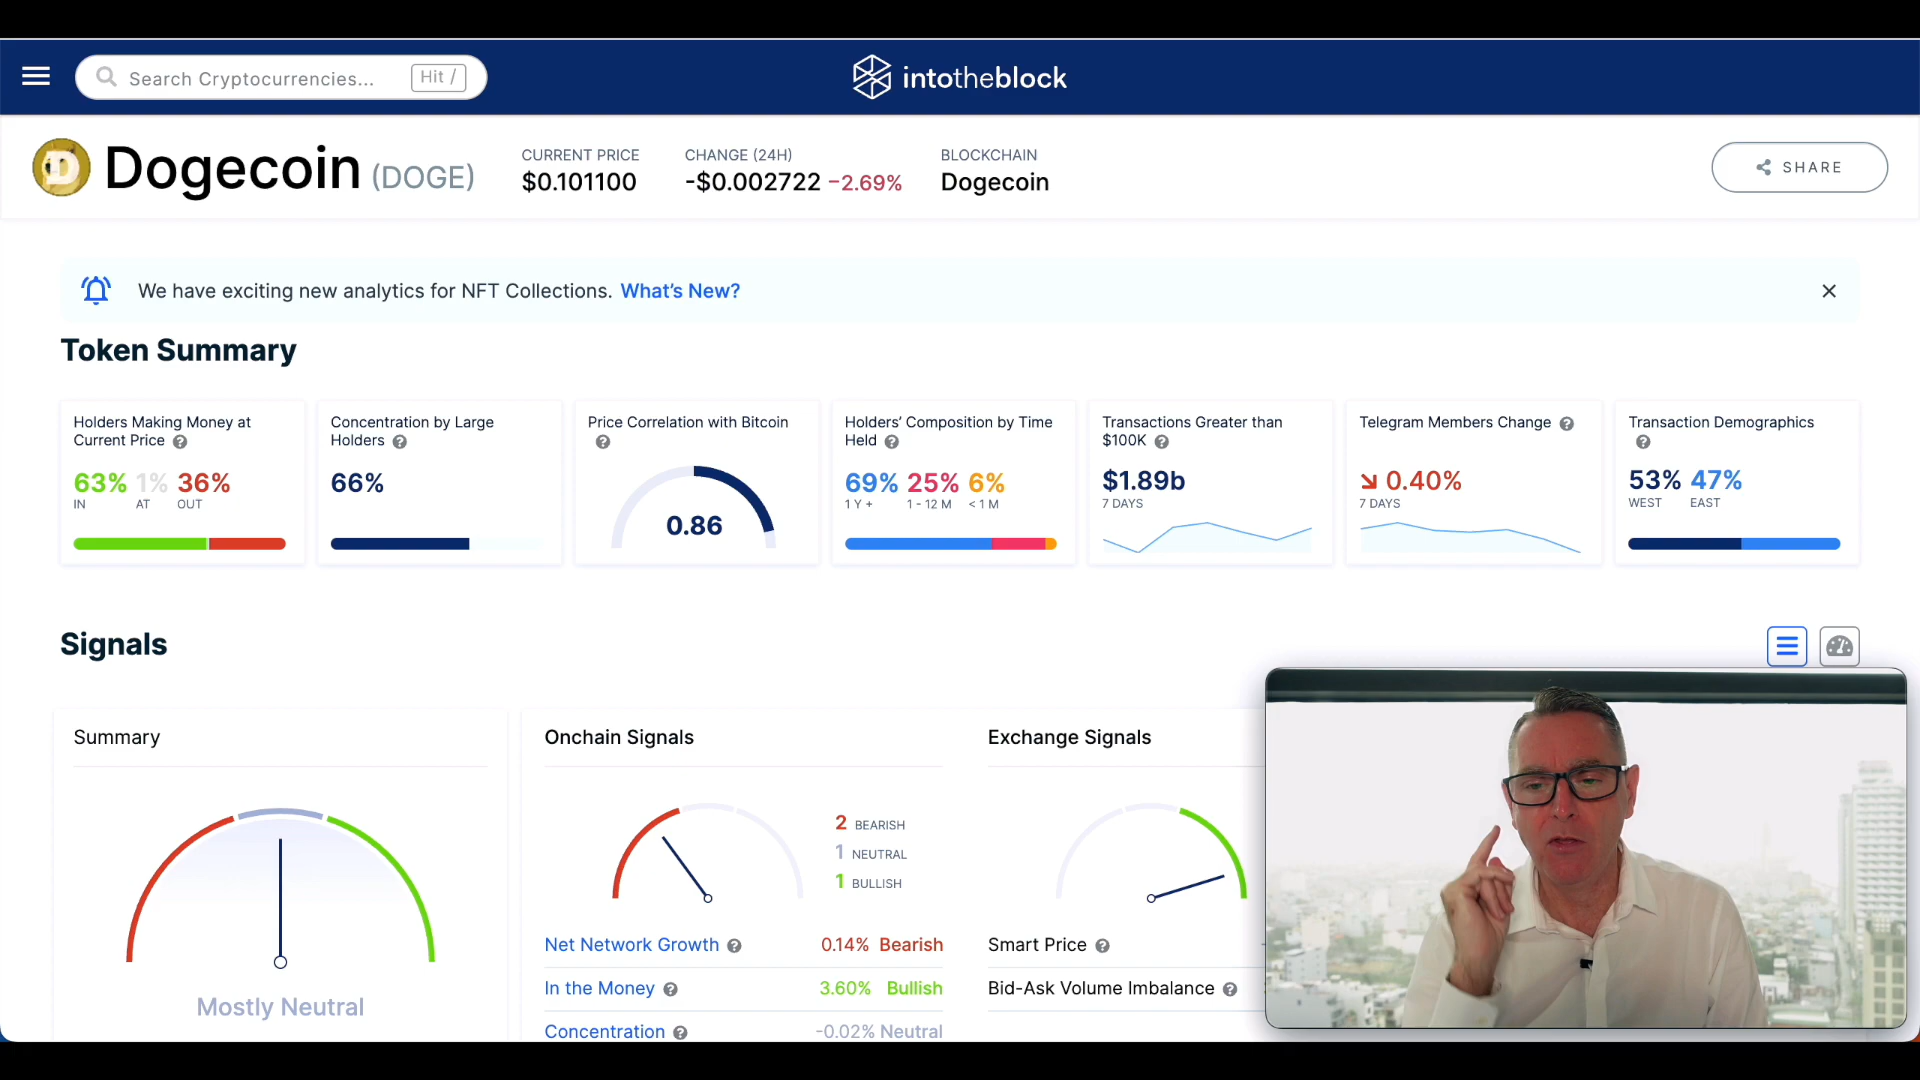 Search Cryptocurrencies...
Hit /
intotheblock
Dogecoin (DOGE)
CURRENT PRICE
$0.101100
CHANGE (24H)
-$0.002722 −2.69%
BLOCKCHAIN
Dogecoin
SHARE
We have exciting new analytics for NFT Collections. What's New?
Token Summary
Holders Making Money at
Current Price
63% 1% 36%
IN AT OUT
Concentration by Large
Holders
66%
Price Correlation with Bitcoin
0.86
Holders' Composition by Time
Held
69% 25% 6%
1 Y + 1 - 12 M < 1 M
Transactions Greater than
$100K
$1.89b
7 DAYS
Telegram Members Change
0.40%
7 DAYS
Transaction Demographics
53% 47%
WEST EAST
Signals
Summary
Mostly Neutral
Onchain Signals
2 BEARISH
1 NEUTRAL
1 BULLISH
Net Network Growth 0.14% Bearish
In the Money 3.60% Bullish
Concentration -0.02% Neutral
Exchange Signals
Smart Price
Bid-Ask Volume Imbalance